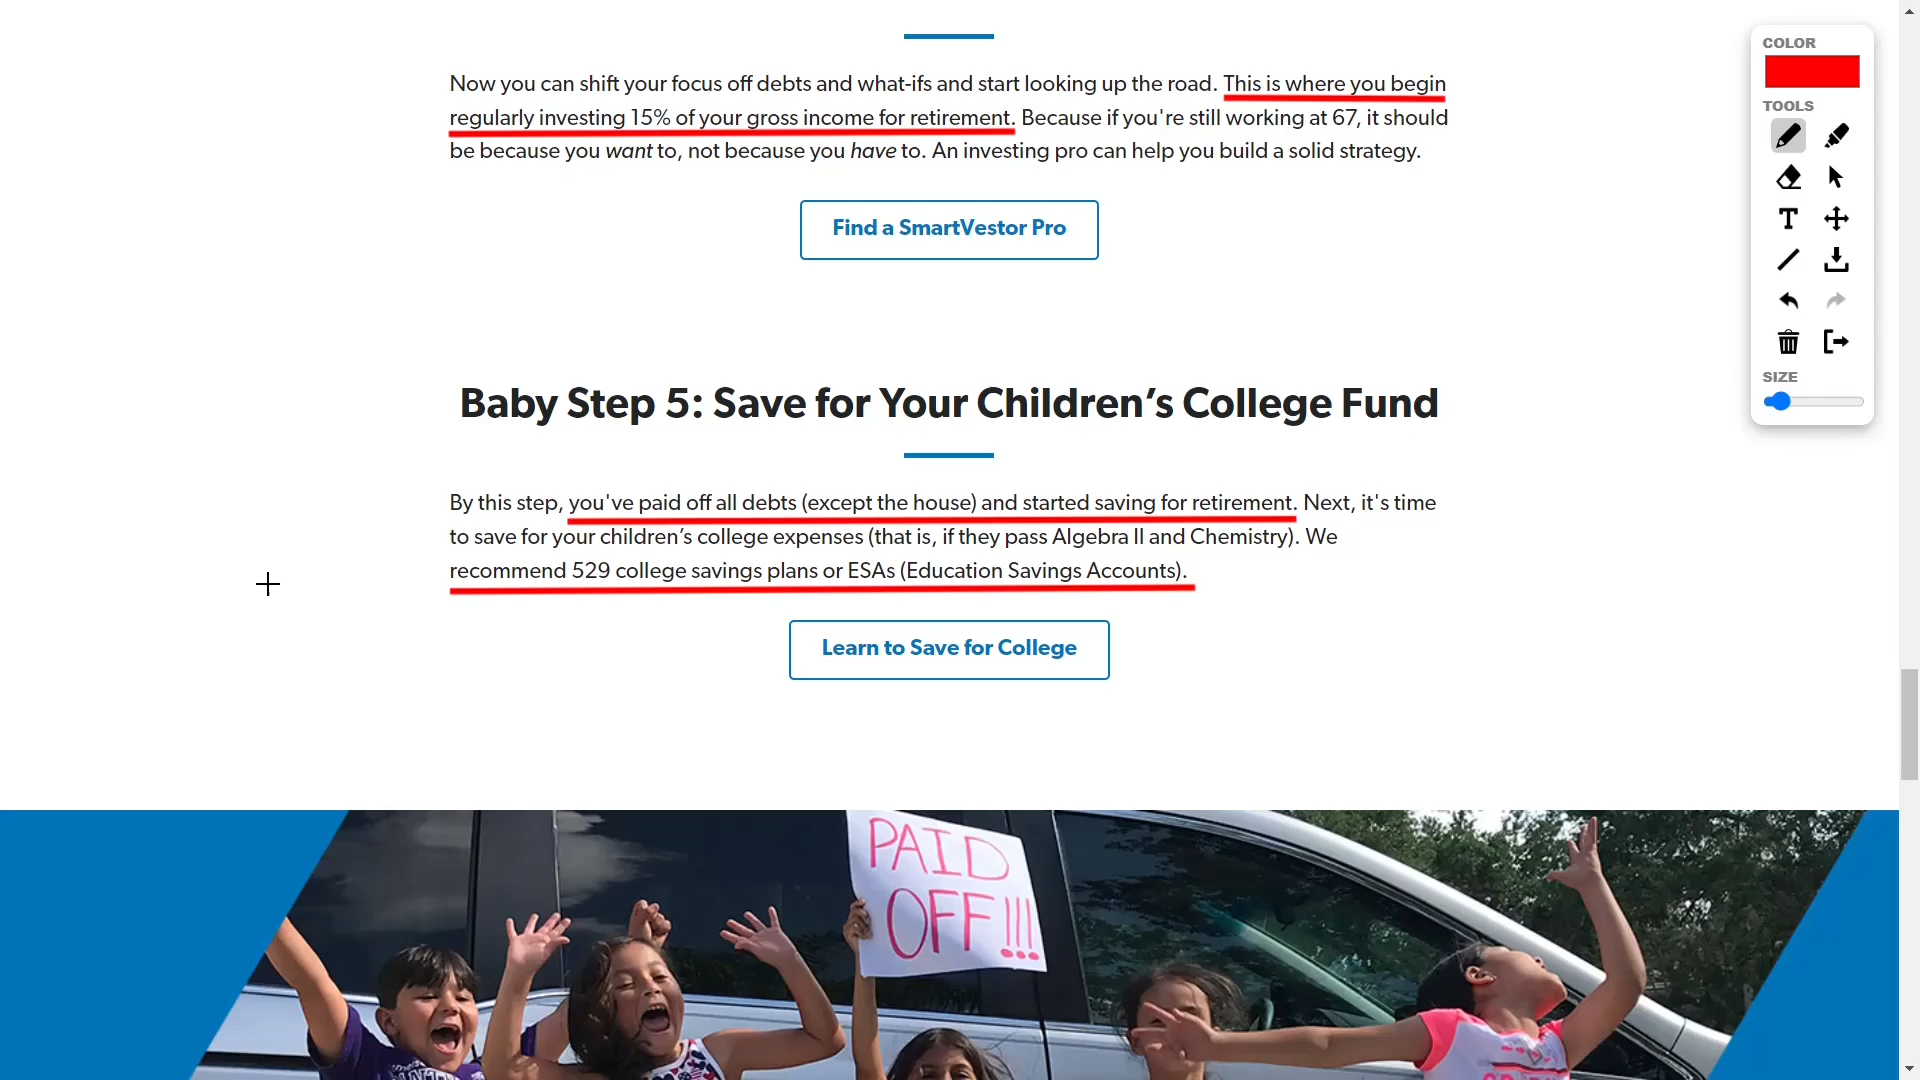 Now you can shift your focus off debts and what-ifs and start looking up the road. This is where you begin
regularly investing 15% of your gross income for retirement. Because if you're still working at 67, it should
be because you want to, not because you have to. An investing pro can help you build a solid strategy.
Find a SmartVestor Pro
Baby Step 5: Save for Your Children’s College Fund
By this step, you've paid off all debts (except the house) and started saving for retirement. Next, it's time
to save for your children’s college expenses (that is, if they pass Algebra II and Chemistry). We
recommend 529 college savings plans or ESAs (Education Savings Accounts).
Learn to Save for College
PAID
OFF!!!
COLOR
TOOLS
SIZE